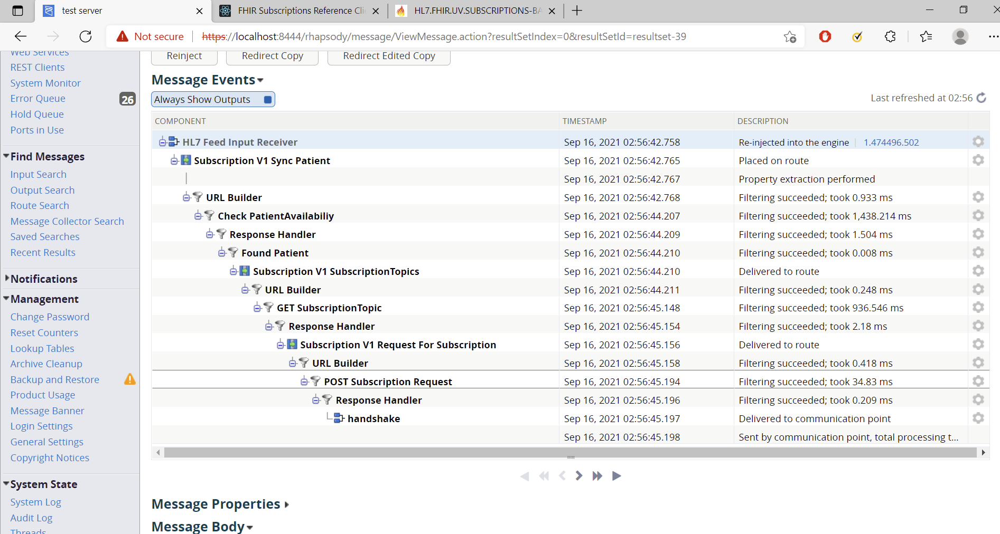 test server
FHIR Subscriptions Reference Cli
HL7.FHIR.UV.SUBSCRIPTIONS-BA
Not secure
https://localhost:8444/rhapsody/message/ViewMessage.action?resultSetIndex=0&resultSetId=resultset-39
Web Services
REST Clients
System Monitor
Error Queue 26
Hold Queue
Ports in Use
Find Messages
Input Search
Output Search
Route Search
Message Collector Search
Saved Searches
Recent Results
Notifications
Management
Change Password
Reset Counters
Lookup Tables
Archive Cleanup
Backup and Restore
Product Usage
Message Banner
Login Settings
General Settings
Copyright Notices
System State
System Log
Audit Log
Threads
Reinject Redirect Copy Redirect Edited Copy
Message Events
Always Show Outputs
Last refreshed at 02:56
COMPONENT TIMESTAMP DESCRIPTION
HL7 Feed Input Receiver Sep 16, 2021 02:56:42.758 Re-injected into the engine 1.474496.502
Subscription V1 Sync Patient Sep 16, 2021 02:56:42.765 Placed on route
Sep 16, 2021 02:56:42.767 Property extraction performed
URL Builder Sep 16, 2021 02:56:42.768 Filtering succeeded; took 0.933 ms
Check PatientAvailabiliy Sep 16, 2021 02:56:44.207 Filtering succeeded; took 1,438.214 ms
Response Handler Sep 16, 2021 02:56:44.209 Filtering succeeded; took 1.504 ms
Found Patient Sep 16, 2021 02:56:44.210 Filtering succeeded; took 0.008 ms
Subscription V1 SubscriptionTopics Sep 16, 2021 02:56:44.210 Delivered to route
URL Builder Sep 16, 2021 02:56:44.211 Filtering succeeded; took 0.248 ms
GET SubscriptionTopic Sep 16, 2021 02:56:45.148 Filtering succeeded; took 936.546 ms
Response Handler Sep 16, 2021 02:56:45.154 Filtering succeeded; took 2.18 ms
Subscription V1 Request For Subscription Sep 16, 2021 02:56:45.156 Delivered to route
URL Builder Sep 16, 2021 02:56:45.158 Filtering succeeded; took 0.418 ms
POST Subscription Request Sep 16, 2021 02:56:45.194 Filtering succeeded; took 34.83 ms
Response Handler Sep 16, 2021 02:56:45.196 Filtering succeeded; took 0.209 ms
handshake Sep 16, 2021 02:56:45.197 Delivered to communication point
Sep 16, 2021 02:56:45.198 Sent by communication point, total processing t...
Message Properties
Message Body